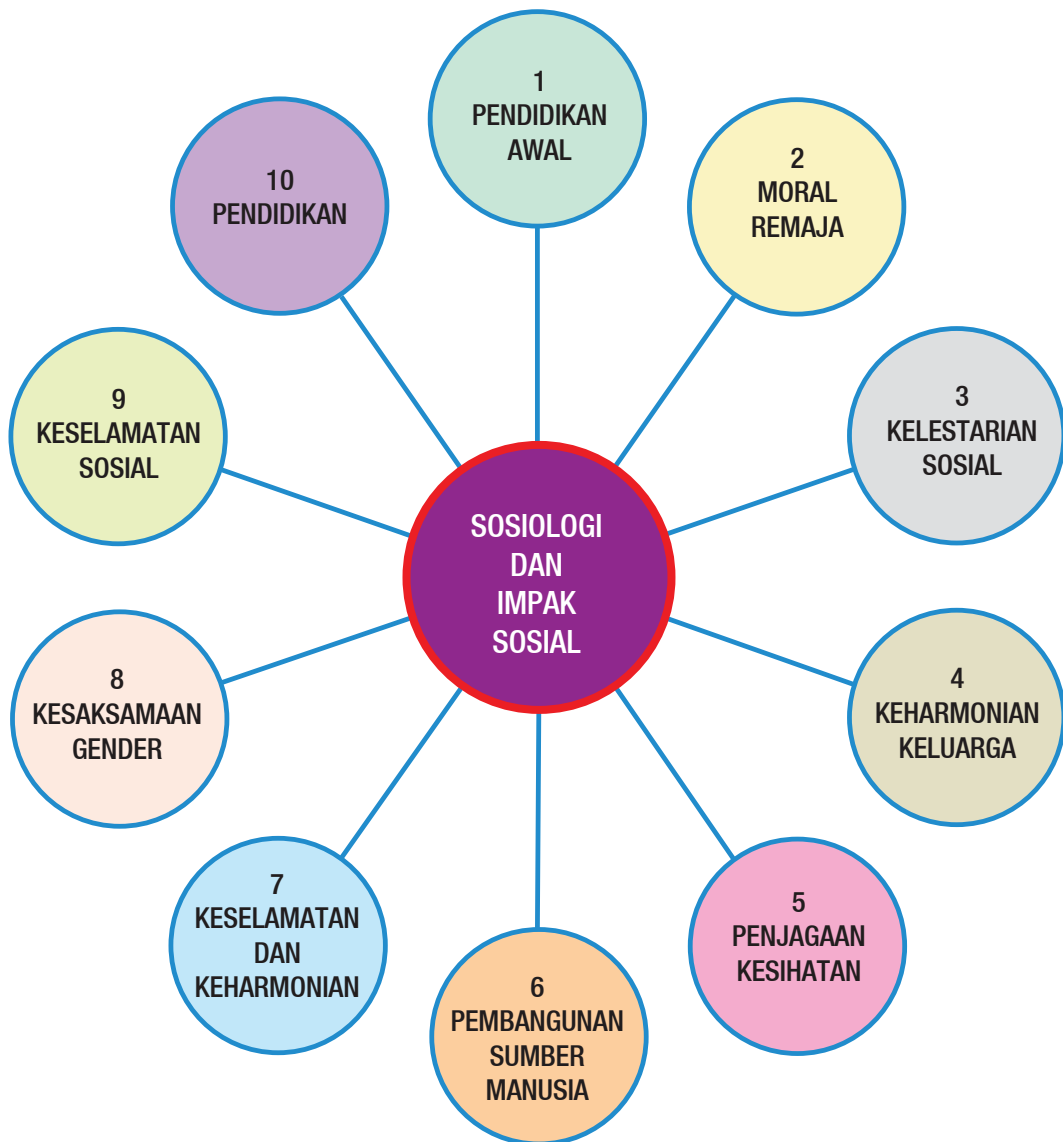 SOSIOLOGI
DAN
IMPAK
SOSIAL
1
PENDIDIKAN
AWAL
2
MORAL
REMAJA
3
KELESTARIAN
SOSIAL
4
KEHARMONIAN
KELUARGA
5
PENJAGAAN
KESIHATAN
6
PEMBANGUNAN
SUMBER
MANUSIA
7
KESELAMATAN
DAN
KEHARMONIAN
8
KESAKSAMAAN
GENDER
9
KESELAMATAN
SOSIAL
10
PENDIDIKAN